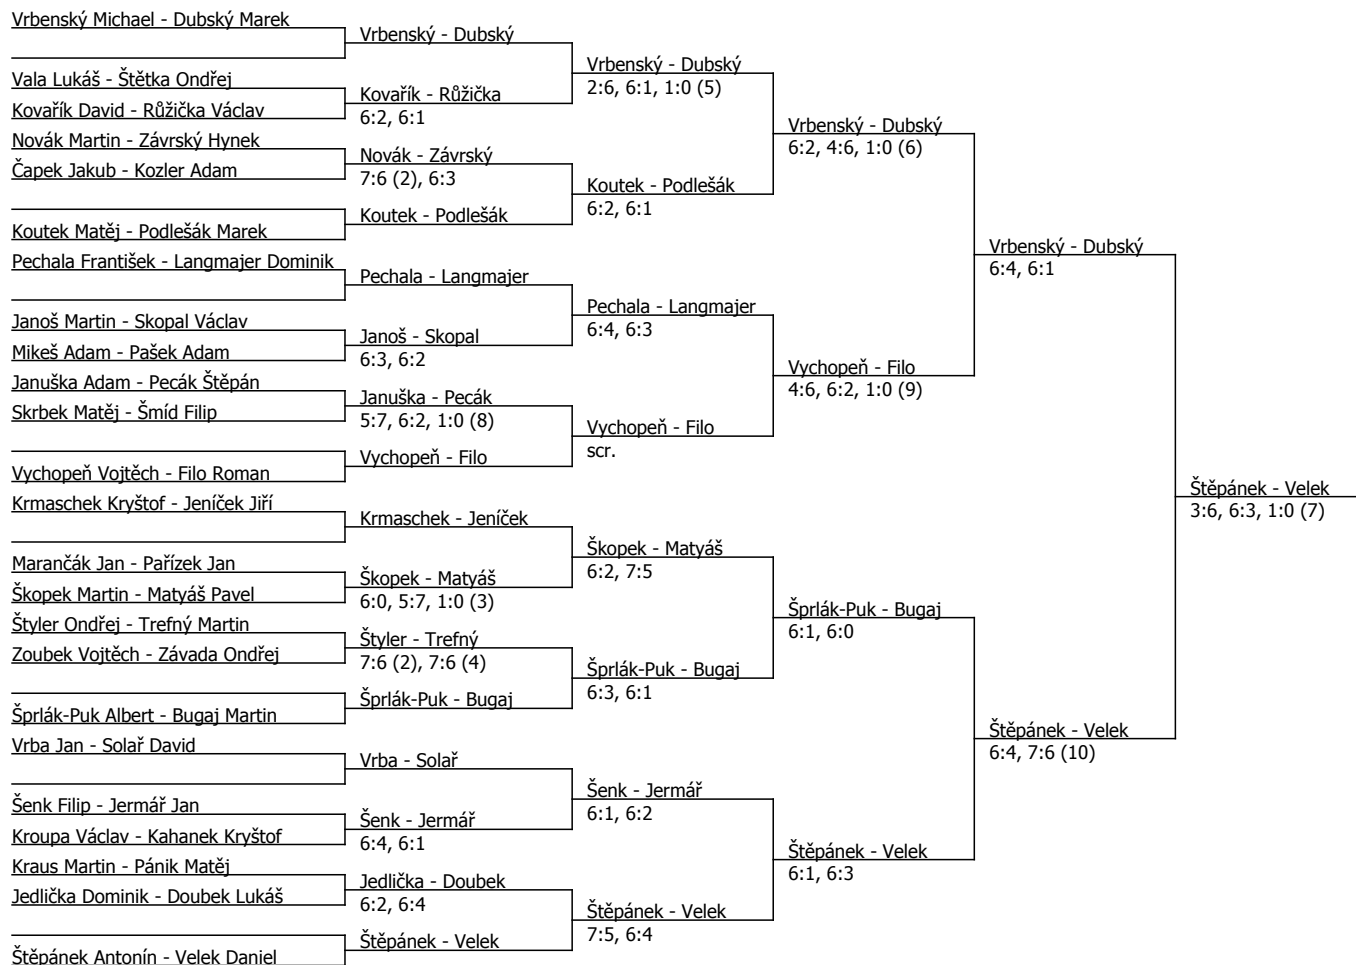 Vrbenský Michael - Dubský Marek
Vala Lukáš - Štětka Ondřej
Kovařík David - Růžička Václav
Novák Martin - Závrský Hynek
Čapek Jakub - Kozler Adam
Koutek Matěj - Podlešák Marek
Pechala František - Langmajer Dominik
Janoš Martin - Skopal Václav
Mikeš Adam - Pašek Adam
Januška Adam - Pecák Štěpán
Skrbek Matěj - Šmíd Filip
Vychopeň Vojtěch - Filo Roman
Krmaschek Kryštof - Jeníček Jiří
Marančák Jan - Pařízek Jan
Škopek Martin - Matyáš Pavel
Štyler Ondřej - Trefný Martin
Zoubek Vojtěch - Závada Ondřej
Šprlák-Puk Albert - Bugaj Martin
Vrba Jan - Solař David
Šenk Filip - Jermář Jan
Kroupa Václav - Kahanek Kryštof
Kraus Martin - Pánik Matěj
Jedlička Dominik - Doubek Lukáš
Štěpánek Antonín - Velek Daniel
Vrbenský - Dubský
Kovařík - Růžička
6:2, 6:1
Novák - Závrský
7:6 (2), 6:3
Koutek - Podlešák
Pechala - Langmajer
Janoš - Skopal
6:3, 6:2
Januška - Pecák
5:7, 6:2, 1:0 (8)
Vychopeň - Filo
Krmaschek - Jeníček
Škopek - Matyáš
6:0, 5:7, 1:0 (3)
Štyler - Trefný
7:6 (2), 7:6 (4)
Šprlák-Puk - Bugaj
Vrba - Solař
Šenk - Jermář
6:4, 6:1
Jedlička - Doubek
6:2, 6:4
Štěpánek - Velek
Vrbenský - Dubský
2:6, 6:1, 1:0 (5)
Koutek - Podlešák
6:2, 6:1
Pechala - Langmajer
6:4, 6:3
Vychopeň - Filo
scr.
Škopek - Matyáš
6:2, 7:5
Šprlák-Puk - Bugaj
6:3, 6:1
Šenk - Jermář
6:1, 6:2
Štěpánek - Velek
7:5, 6:4
Vrbenský - Dubský
6:2, 4:6, 1:0 (6)
Vychopeň - Filo
4:6, 6:2, 1:0 (9)
Šprlák-Puk - Bugaj
6:1, 6:0
Štěpánek - Velek
6:1, 6:3
Vrbenský - Dubský
6:4, 6:1
Štěpánek - Velek
6:4, 7:6 (10)
Štěpánek - Velek
3:6, 6:3, 1:0 (7)